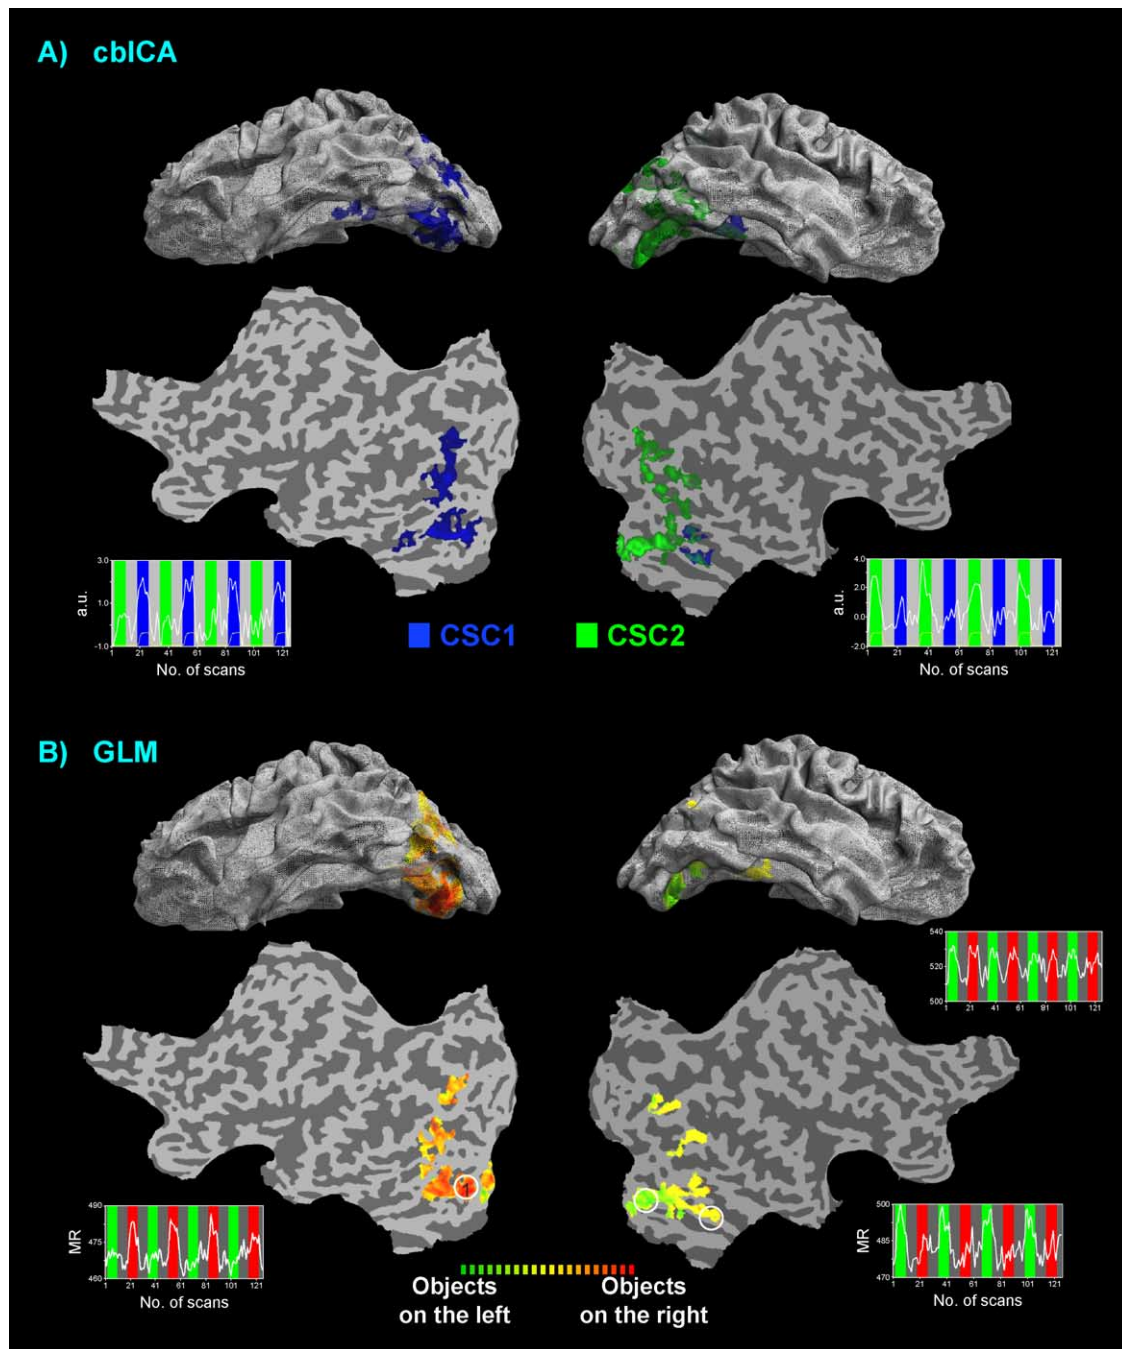 A) cbICA
3.0
1.0
-1.0
a.u.
1 21 41 61 81 101 121
No. of scans
4.0
2.0
0.0
-2.0
a.u.
1 21 41 61 81 101 121
No. of scans
CSC1 CSC2
B) GLM
540
520
500
1 21 41 61 81 101 121
1
490
475
460
MR
1 21 41 61 81 101 121
No. of scans
500
485
470
MR
1 21 41 61 81 101 121
No. of scans
Objects Objects
on the left on the right